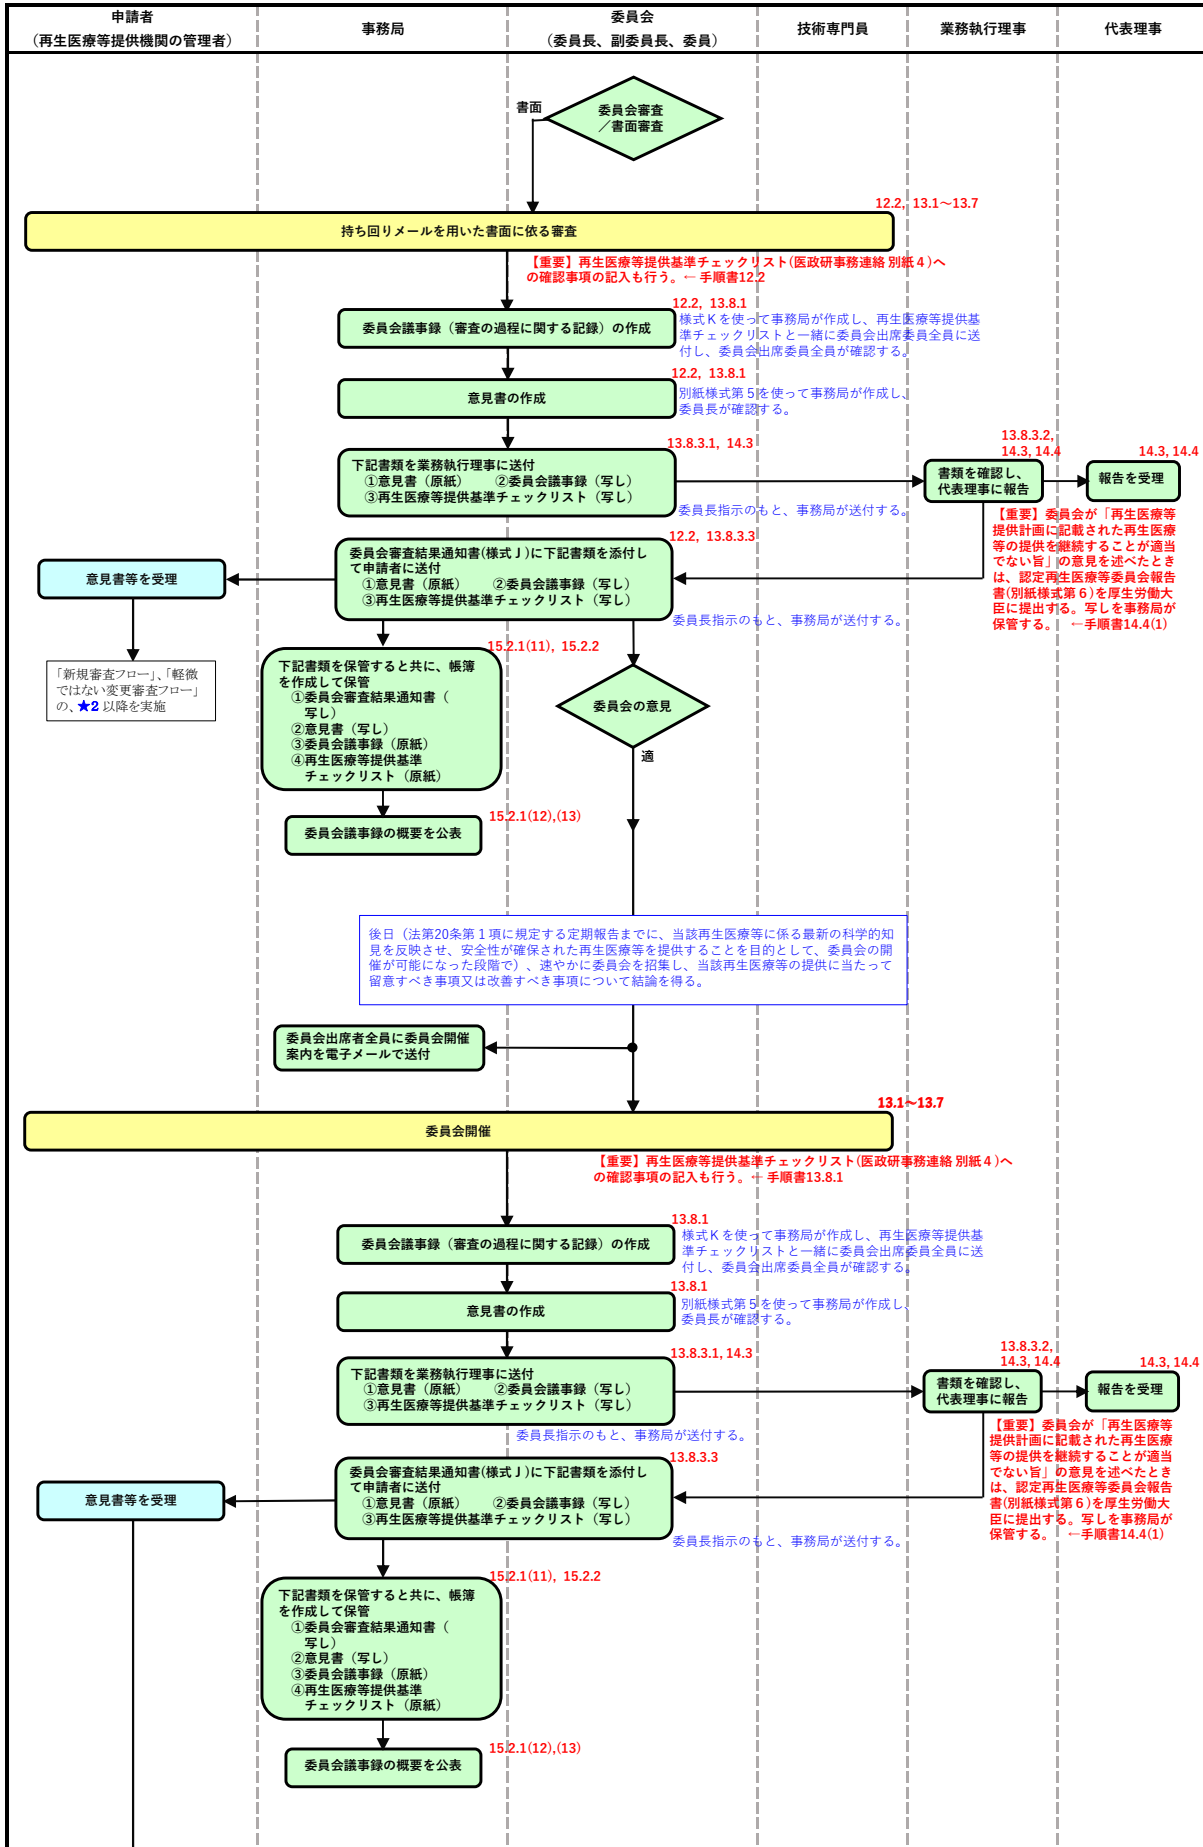 申請者
(再生医療等提供機関の管理者)
事務局
委員会
(委員長、副委員長、委員)
技術専門員
業務執行理事
代表理事
書面
委員会審査
／書面審査
12.2, 13.1～13.7
持ち回りメールを用いた書面に依る審査
【重要】再生医療等提供基準チェックリスト(医政研事務連絡 別紙４)へ
の確認事項の記入も行う。← 手順書12.2
12.2, 13.8.1
委員会議事録（審査の過程に関する記録）の作成
様式Ｋを使って事務局が作成し、再生医療等提供基
準チェックリストと一緒に委員会出席委員全員に送
付し、委員会出席委員全員が確認する。
12.2, 13.8.1
意見書の作成
別紙様式第５を使って事務局が作成し、
委員長が確認する。
13.8.3.1, 14.3
下記書類を業務執行理事に送付
①意見書（原紙） ②委員会議事録（写し）
③再生医療等提供基準チェックリスト（写し）
委員長指示のもと、事務局が送付する。
13.8.3.2,
14.3, 14.4
書類を確認し、
代表理事に報告
14.3, 14.4
報告を受理
【重要】委員会が「再生医療等
提供計画に記載された再生医療
等の提供を継続することが適当
でない旨」の意見を述べたとき
は、認定再生医療等委員会報告
書(別紙様式第６)を厚生労働大
臣に提出する。写しを事務局が
保管する。 ←手順書14.4(1)
12.2, 13.8.3.3
委員会審査結果通知書(様式Ｊ)に下記書類を添付し
て申請者に送付
①意見書（原紙） ②委員会議事録（写し）
③再生医療等提供基準チェックリスト（写し）
委員長指示のもと、事務局が送付する。
意見書等を受理
「新規審査フロー」、「軽微
ではない変更審査フロー」
の、★2 以降を実施
15.2.1(11), 15.2.2
下記書類を保管すると共に、帳簿
を作成して保管
①委員会審査結果通知書（
写し）
②意見書（写し）
③委員会議事録（原紙）
④再生医療等提供基準
チェックリスト（原紙）
委員会の意見
適
15.2.1(12),(13)
委員会議事録の概要を公表
後日（法第20条第１項に規定する定期報告までに、当該再生医療等に係る最新の科学的知
見を反映させ、安全性が確保された再生医療等を提供することを目的として、委員会の開
催が可能になった段階で）、速やかに委員会を招集し、当該再生医療等の提供に当たって
留意すべき事項又は改善すべき事項について結論を得る。
委員会出席者全員に委員会開催
案内を電子メールで送付
13.1～13.7
委員会開催
【重要】再生医療等提供基準チェックリスト(医政研事務連絡 別紙４)へ
の確認事項の記入も行う。← 手順書13.8.1
13.8.1
委員会議事録（審査の過程に関する記録）の作成
様式Ｋを使って事務局が作成し、再生医療等提供基
準チェックリストと一緒に委員会出席委員全員に送
付し、委員会出席委員全員が確認する。
13.8.1
意見書の作成
別紙様式第５を使って事務局が作成し、
委員長が確認する。
13.8.3.1, 14.3
下記書類を業務執行理事に送付
①意見書（原紙） ②委員会議事録（写し）
③再生医療等提供基準チェックリスト（写し）
委員長指示のもと、事務局が送付する。
13.8.3.2,
14.3, 14.4
書類を確認し、
代表理事に報告
14.3, 14.4
報告を受理
【重要】委員会が「再生医療等
提供計画に記載された再生医療
等の提供を継続することが適当
でない旨」の意見を述べたとき
は、認定再生医療等委員会報告
書(別紙様式第６)を厚生労働大
臣に提出する。写しを事務局が
保管する。 ←手順書14.4(1)
13.8.3.3
委員会審査結果通知書(様式Ｊ)に下記書類を添付し
て申請者に送付
①意見書（原紙） ②委員会議事録（写し）
③再生医療等提供基準チェックリスト（写し）
委員長指示のもと、事務局が送付する。
意見書等を受理
15.2.1(11), 15.2.2
下記書類を保管すると共に、帳簿
を作成して保管
①委員会審査結果通知書（
写し）
②意見書（写し）
③委員会議事録（原紙）
④再生医療等提供基準
チェックリスト（原紙）
15.2.1(12),(13)
委員会議事録の概要を公表